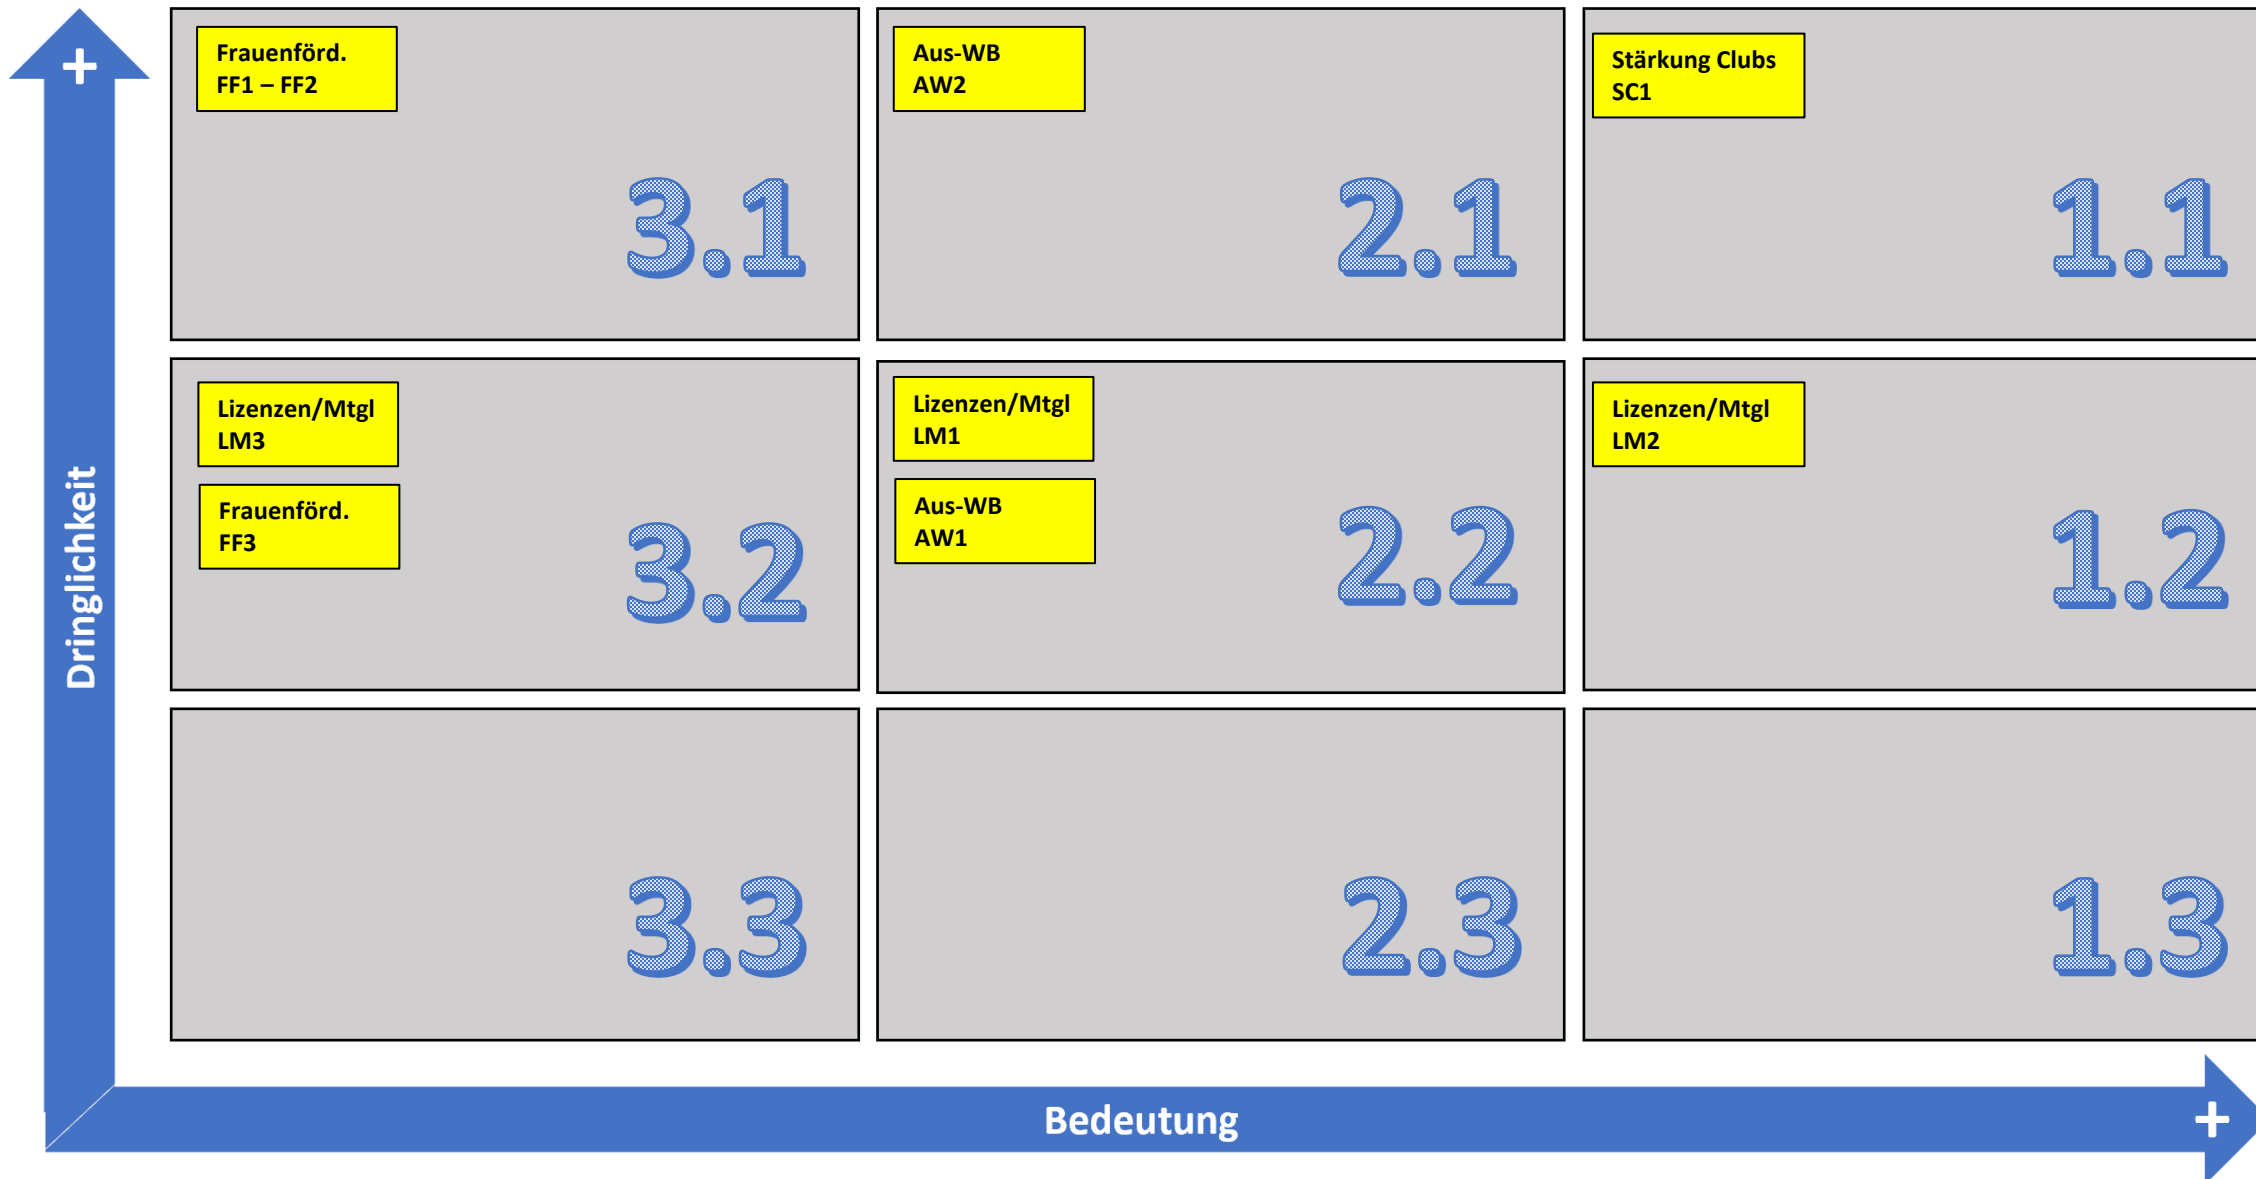 +
Frauenförd.
FF1 – FF2
3.1
Aus-WB
AW2
2.1
Stärkung Clubs
SC1
1.1
Dringlichkeit
Lizenzen/Mtgl
LM3
Frauenförd.
FF3
3.2
Lizenzen/Mtgl
LM1
Aus-WB
AW1
2.2
Lizenzen/Mtgl
LM2
1.2
3.3
2.3
1.3
Bedeutung
+